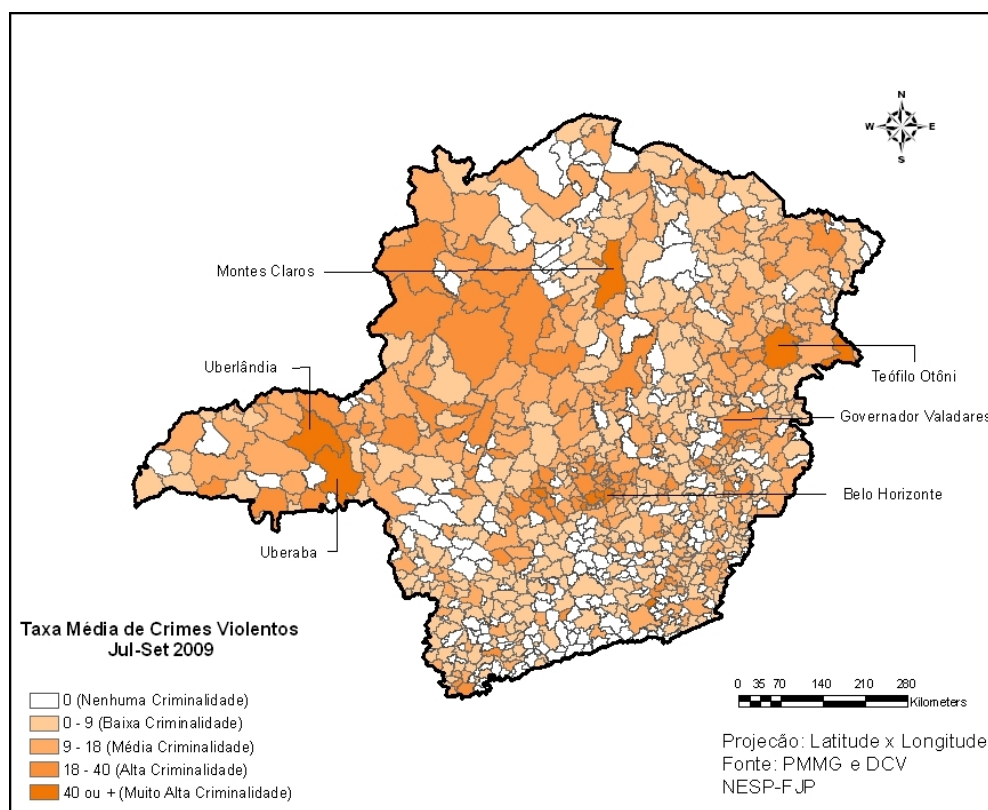 N
W E
S
Montes Claros
Uberlândia
Teófilo Otôni
Governador Valadares
Belo Horizonte
Uberaba
Taxa Média de Crimes Violentos
Jul-Set 2009
0 (Nenhuma Criminalidade)
0 - 9 (Baixa Criminalidade)
9 - 18 (Média Criminalidade)
18 - 40 (Alta Criminalidade)
40 ou + (Muito Alta Criminalidade)
0 35 70 140 210 280
Kilometers
Projecão: Latitude x Longitude
Fonte: PMMG e DCV
NESP-FJP